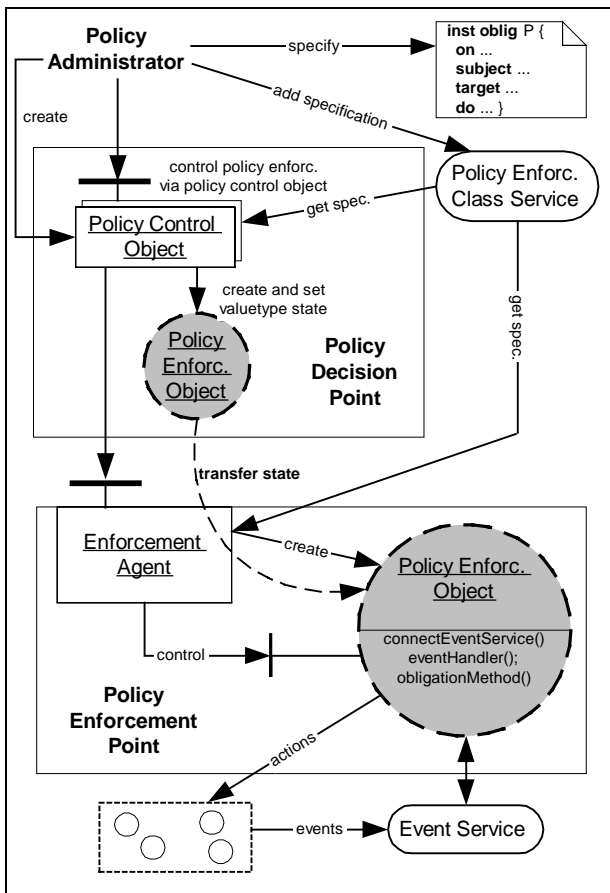 Policy
Administrator
specify
inst oblig P {
on ...
subject ...
target ...
do ... }
create
add specification
control policy enforc.
via policy control object
Policy Enforc.
Class Service
get spec.
Policy Control
Object
create and set
valuetype state
get spec.
Policy
Enforc.
Object
Policy
Decision
Point
transfer state
Enforcement
Agent
create
Policy Enforc.
Object
connectEventService()
eventHandler();
obligationMethod()
control
Policy
Enforcement
Point
actions
events
Event Service